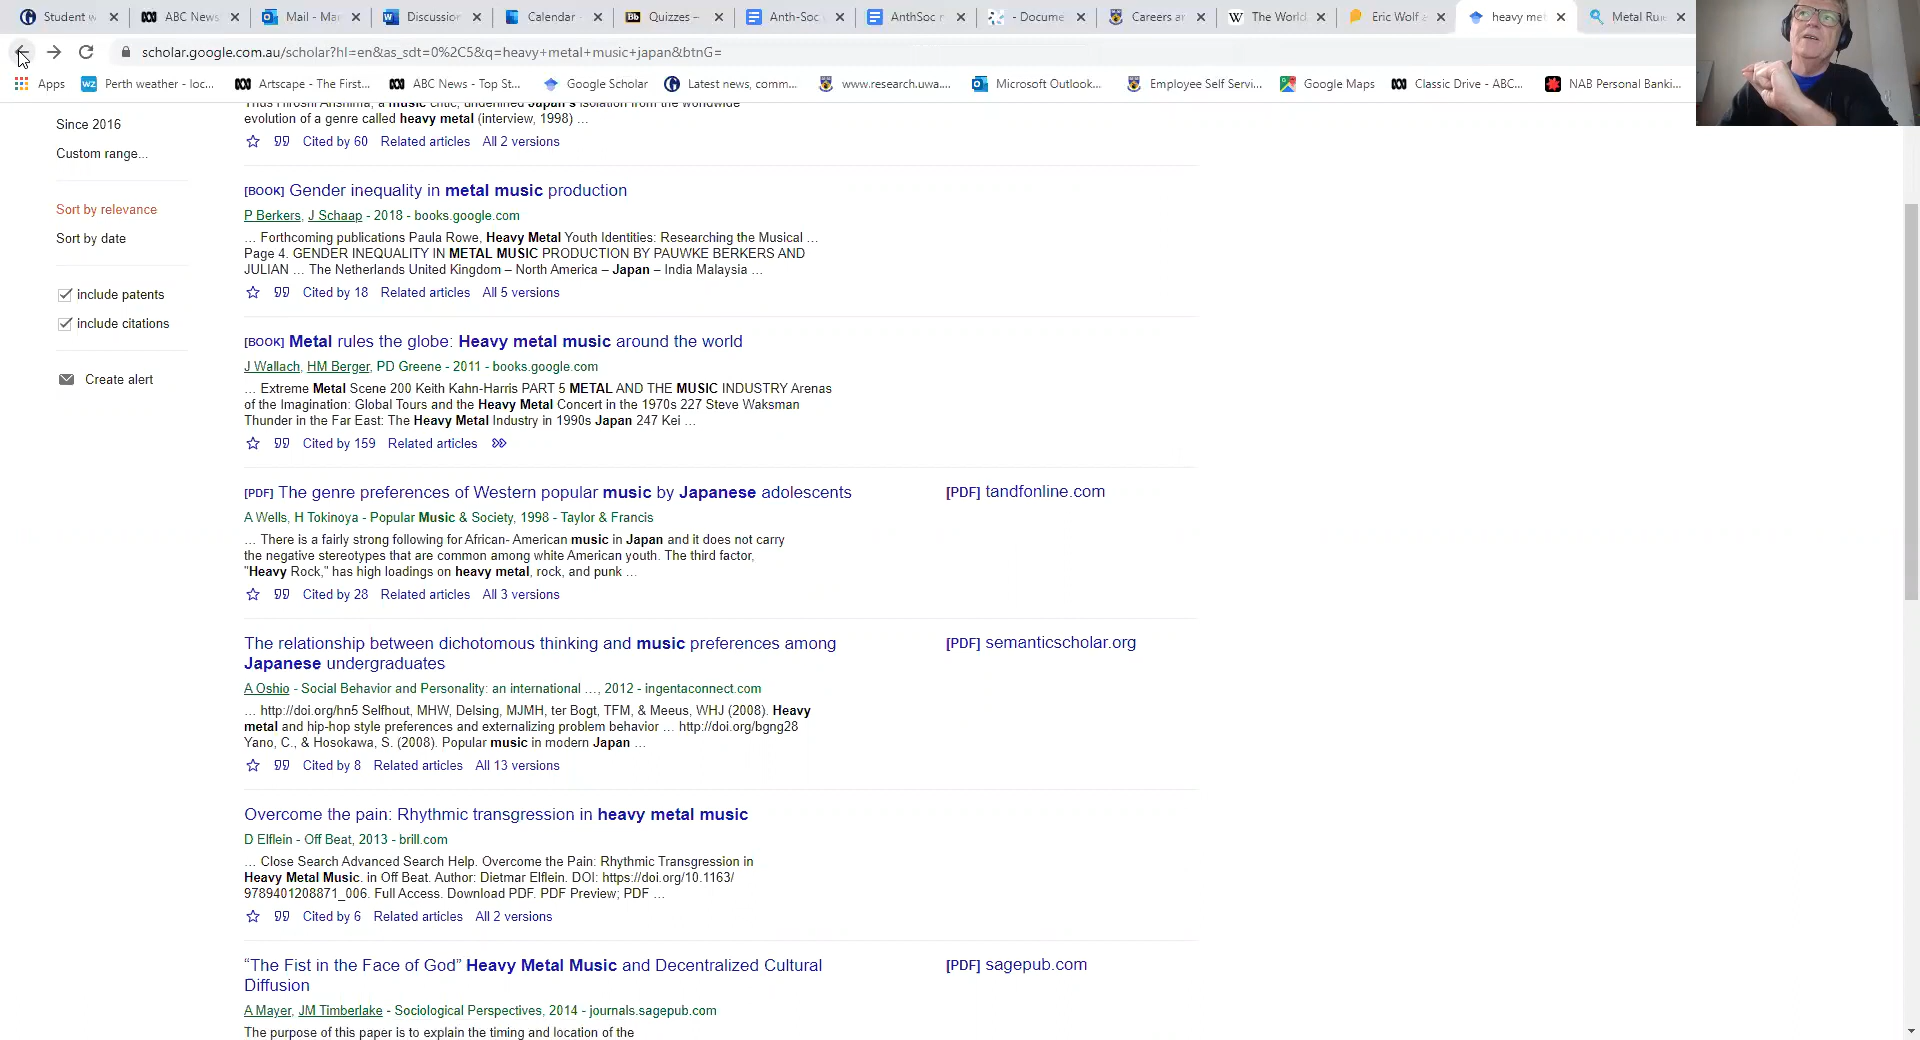 Student w
ABC News
Mail - Mar
Discussion
Calendar
Quizzes –
Anth-Soc
AnthSoc r
- Docume
Careers ar
The World
Eric Wolf a
heavy met
Metal Rule
scholar.google.com.au/scholar?hl=en&as_sdt=0%2C5&q=heavy+metal+music+japan&btnG=
Apps
Perth weather - loc...
Artscape - The First...
ABC News - Top St...
Google Scholar
Latest news, comm...
www.research.uwa....
Microsoft Outlook...
Employee Self Servi...
Google Maps
Classic Drive - ABC...
NAB Personal Banki...
Since 2016
Custom range...
Sort by relevance
Sort by date
include patents
include citations
Create alert
Thus Hiroshi Arishima, a music critic, underlined Japan's isolation from the worldwide
evolution of a genre called heavy metal (interview, 1998) ...
Cited by 60 Related articles All 2 versions
[BOOK] Gender inequality in metal music production
P Berkers, J Schaap - 2018 - books.google.com
... Forthcoming publications Paula Rowe, Heavy Metal Youth Identities: Researching the Musical ...
Page 4. GENDER INEQUALITY IN METAL MUSIC PRODUCTION BY PAUWKE BERKERS AND
JULIAN ... The Netherlands United Kingdom – North America – Japan – India Malaysia ...
Cited by 18 Related articles All 5 versions
[BOOK] Metal rules the globe: Heavy metal music around the world
J Wallach, HM Berger, PD Greene - 2011 - books.google.com
... Extreme Metal Scene 200 Keith Kahn-Harris PART 5 METAL AND THE MUSIC INDUSTRY Arenas
of the Imagination: Global Tours and the Heavy Metal Concert in the 1970s 227 Steve Waksman
Thunder in the Far East: The Heavy Metal Industry in 1990s Japan 247 Kei ...
Cited by 159 Related articles
[PDF] The genre preferences of Western popular music by Japanese adolescents
[PDF] tandfonline.com
A Wells, H Tokinoya - Popular Music & Society, 1998 - Taylor & Francis
... There is a fairly strong following for African- American music in Japan and it does not carry
the negative stereotypes that are common among white American youth. The third factor,
"Heavy Rock," has high loadings on heavy metal, rock, and punk ...
Cited by 28 Related articles All 3 versions
The relationship between dichotomous thinking and music preferences among
Japanese undergraduates
[PDF] semanticscholar.org
A Oshio - Social Behavior and Personality: an international ..., 2012 - ingentaconnect.com
... http://doi.org/hn5 Selfhout, MHW, Delsing, MJMH, ter Bogt, TFM, & Meeus, WHJ (2008). Heavy
metal and hip-hop style preferences and externalizing problem behavior ... http://doi.org/bgng28
Yano, C., & Hosokawa, S. (2008). Popular music in modern Japan ...
Cited by 8 Related articles All 13 versions
Overcome the pain: Rhythmic transgression in heavy metal music
D Elflein - Off Beat, 2013 - brill.com
... Close Search Advanced Search Help. Overcome the Pain: Rhythmic Transgression in
Heavy Metal Music. in Off Beat. Author: Dietmar Elflein. DOI: https://doi.org/10.1163/
9789401208871_006. Full Access. Download PDF. PDF Preview; PDF ...
Cited by 6 Related articles All 2 versions
“The Fist in the Face of God” Heavy Metal Music and Decentralized Cultural
Diffusion
[PDF] sagepub.com
A Mayer, JM Timberlake - Sociological Perspectives, 2014 - journals.sagepub.com
The purpose of this paper is to explain the timing and location of the